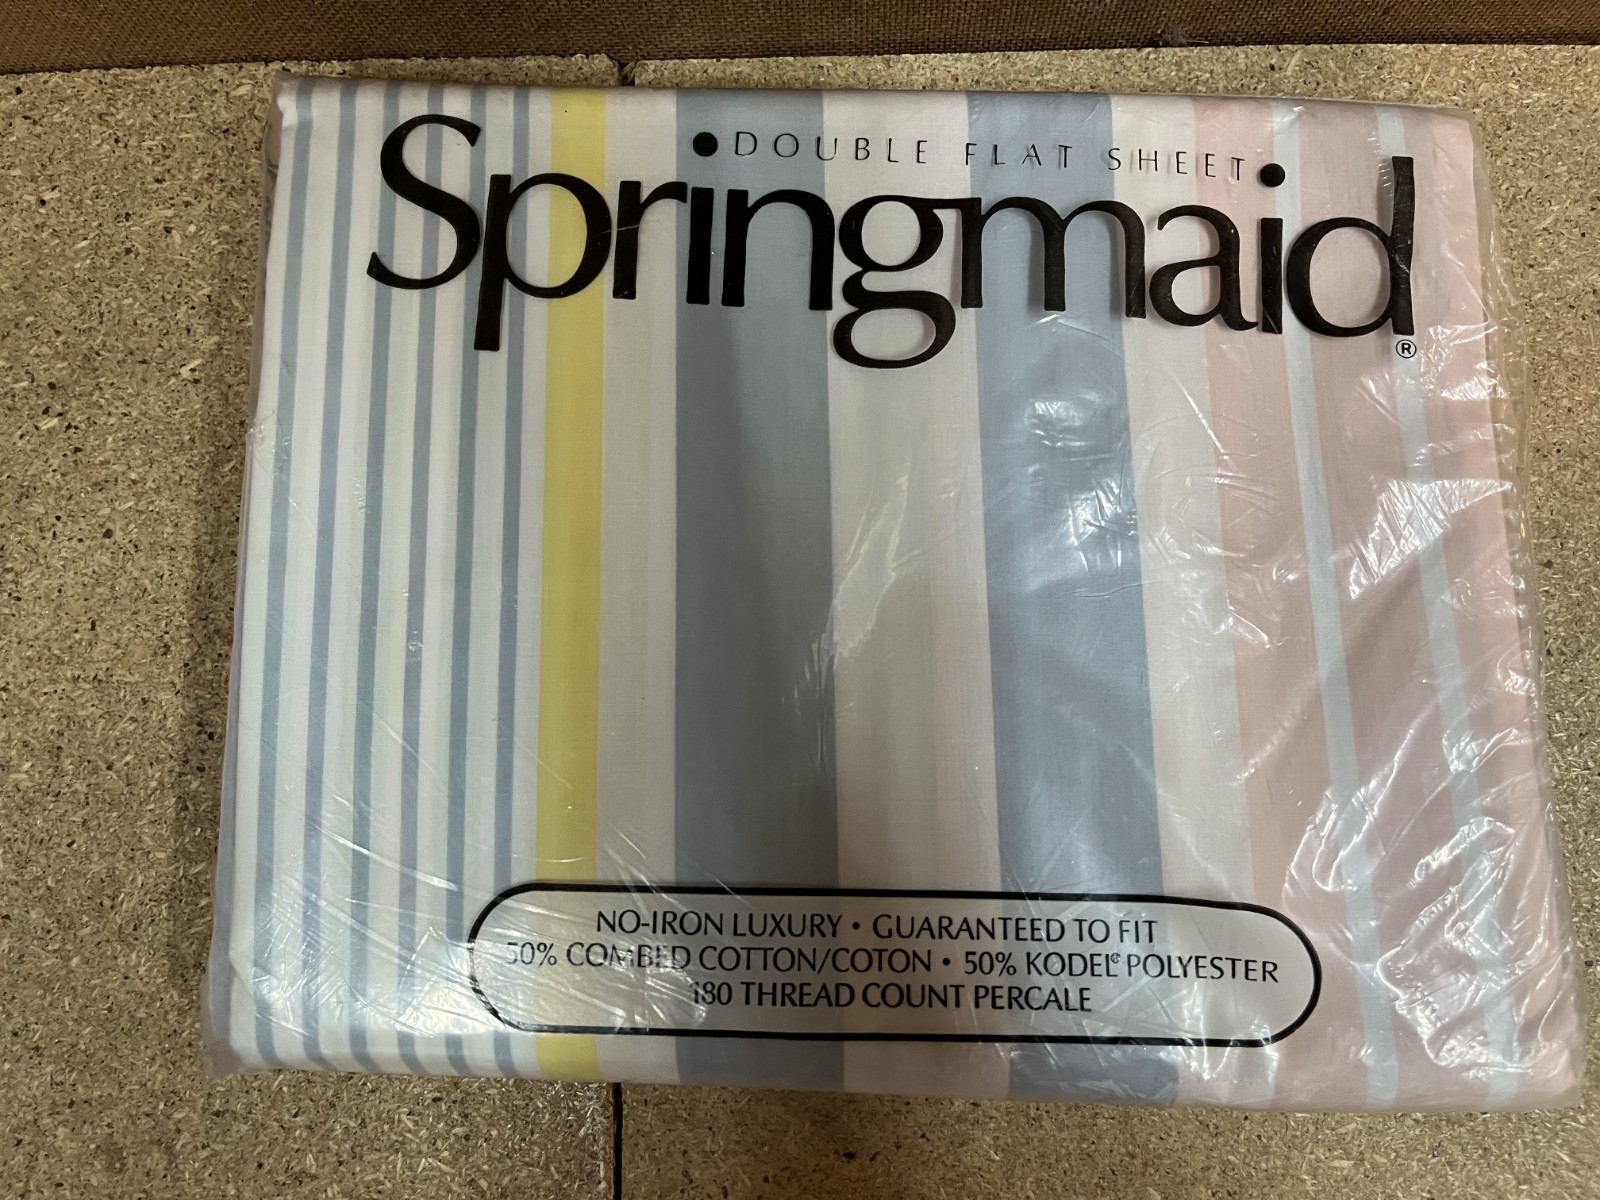 DOUBLE FLAT SHEET
Springmaid®
NO-IRON LUXURY • GUARANTEED TO FIT
50% COMBED COTTON/COTON • 50% KODEL® POLYESTER
180 THREAD COUNT PERCALE